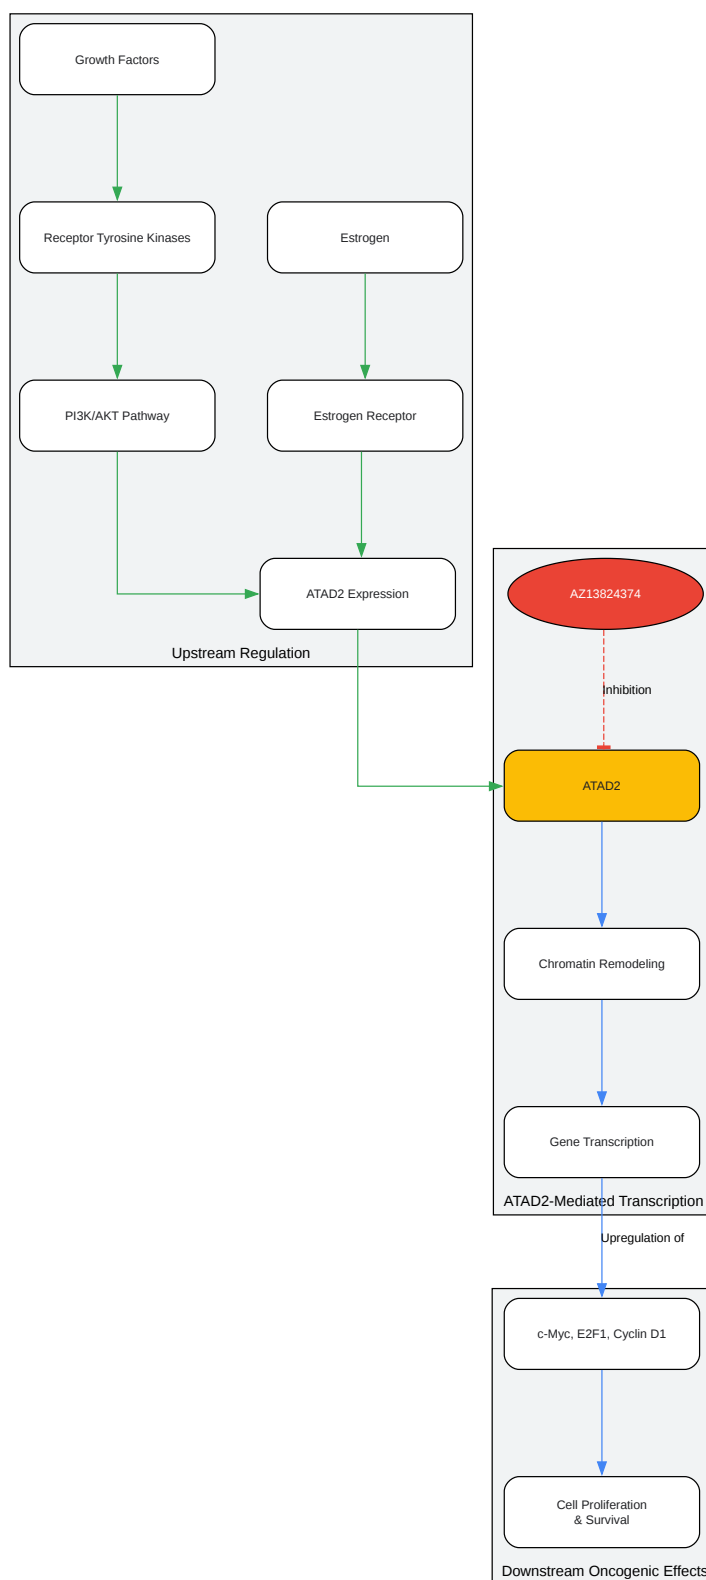 Growth Factors
Receptor Tyrosine Kinases
Estrogen
PI3K/AKT Pathway
Estrogen Receptor
ATAD2 Expression
Upstream Regulation
AZ13824374
Inhibition
ATAD2
Chromatin Remodeling
Gene Transcription
ATAD2-Mediated Transcription
Upregulation of
c-Myc, E2F1, Cyclin D1
Cell Proliferation
& Survival
Downstream Oncogenic Effects